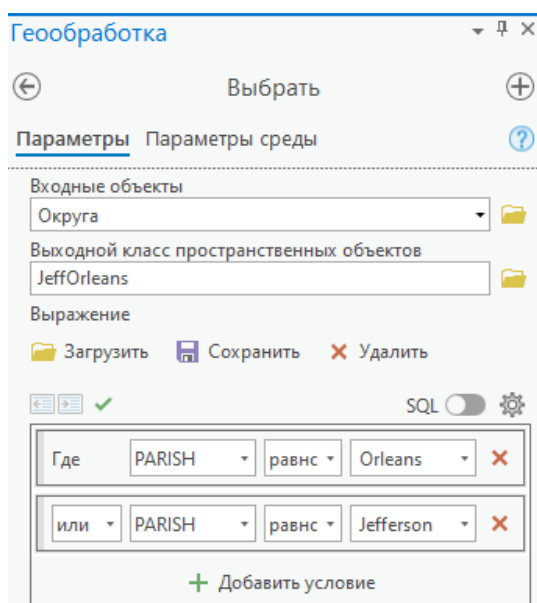 Геообработка
Выбрать
Параметры Параметры среды
Входные объекты
Округа
Выходной класс пространственных объектов
JeffOrleans
Выражение
Загрузить Сохранить Удалить
SQL
Где PARISH равнс Orleans
или PARISH равнс Jefferson
Добавить условие